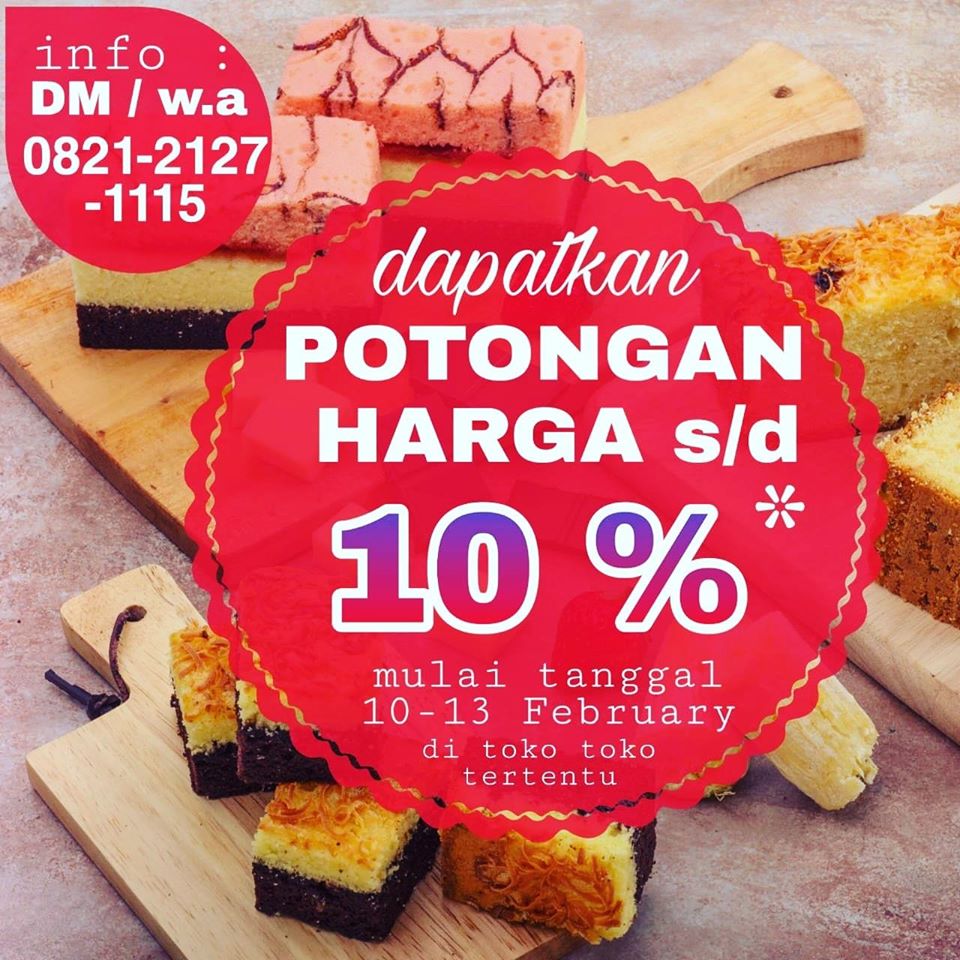 info :
DM / w.a
0821-2127
-1115
dapatkan
POTONGAN
HARGA s/d
10 %*
mulai tanggal
10-13 February
di toko toko
tertentu